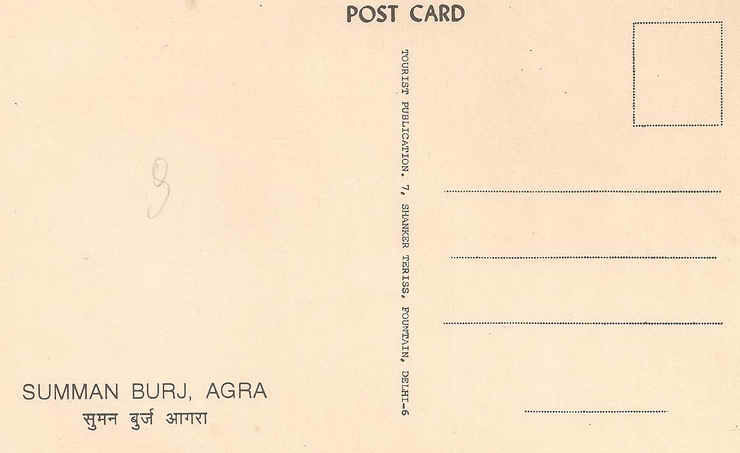 POST CARD
TOURIST PUBLICATION. 7, SHANKER TERISS, FOUNTAIN, DELHI-6
SUMMAN BURJ, AGRA
सुमन बुर्ज आगरा